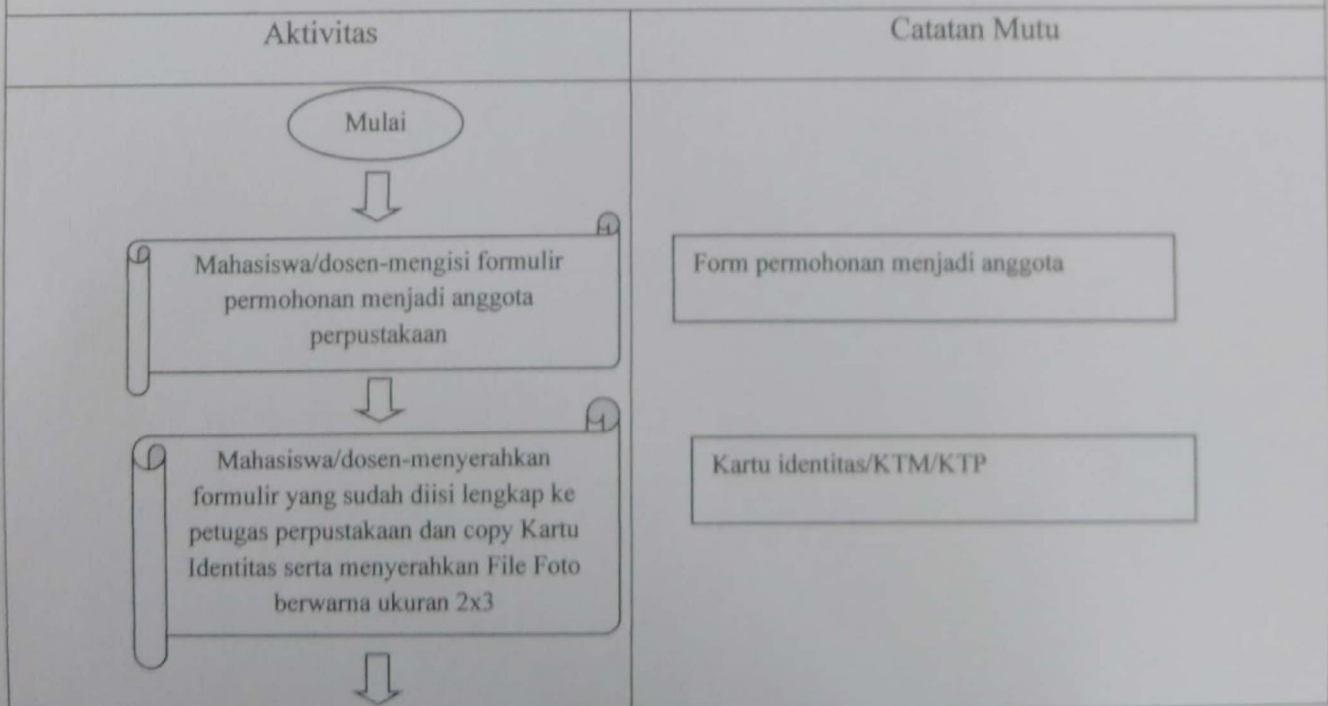 Aktivitas
Catatan Mutu
Mulai
Mahasiswa/dosen-mengisi formulir
permohonan menjadi anggota
perpustakaan
Form permohonan menjadi anggota
Mahasiswa/dosen-menyerahkan
formulir yang sudah diisi lengkap ke
petugas perpustakaan dan copy Kartu
Identitas serta menyerahkan File Foto
berwarna ukuran 2x3
Kartu identitas/KTM/KTP